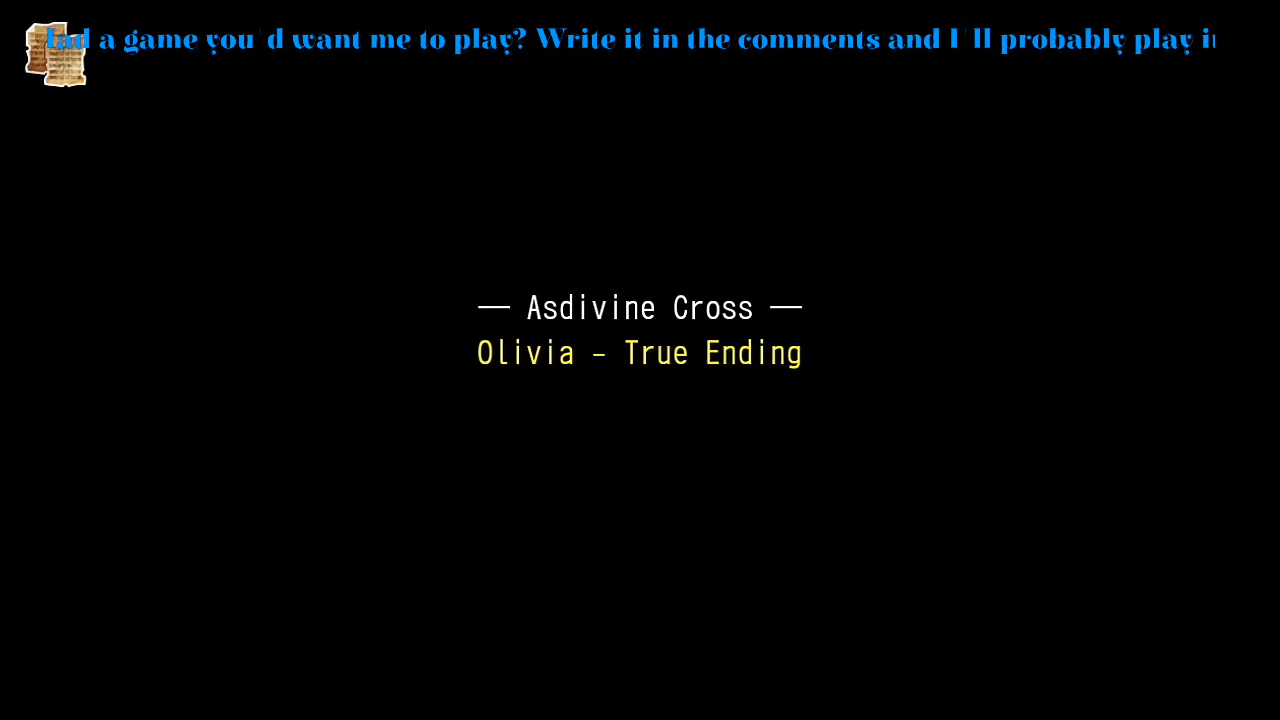 a game you'd want me to play? Write it in the comments and I'll probably play
— Asdivine Cross —
Olivia – True Ending